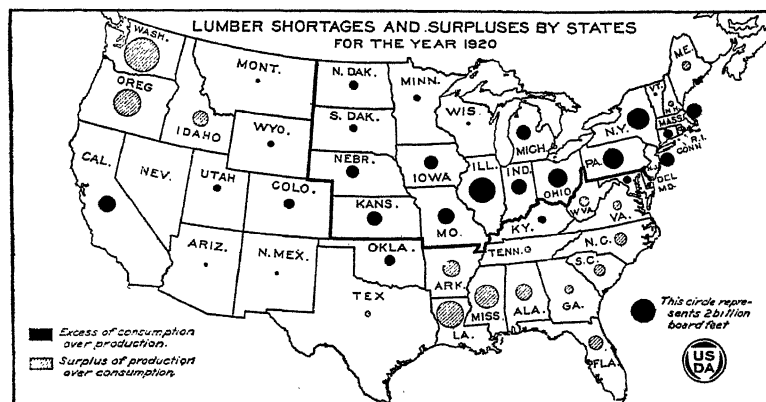 LUMBER SHORTAGES AND SURPLUSES BY STATES
FOR THE YEAR 1920
WASH.
OREG
IDAHO
MONT.
WYO.
CAL.
NEV.
UTAH
COLO.
ARIZ.
N.MEX.
N. DAK.
S. DAK.
NEBR.
KANS.
OKLA.
TEX
MINN.
IOWA
MO.
ARK.
LA.
WIS.
ILL.
MICH.
IND.
OHIO
KY.
TENN.
MISS.
ALA.
GA.
FLA.
S.C.
N.C.
VA.
W.VA.
PA.
N.Y.
VT.
N.H.
ME.
MASS.
R.I.
CONN.
N.J.
DEL.
MD.
Excess of consumption
over production.
Surplus of production
over consumption.
This circle repre-
sents 2 billion
board feet
US
DA